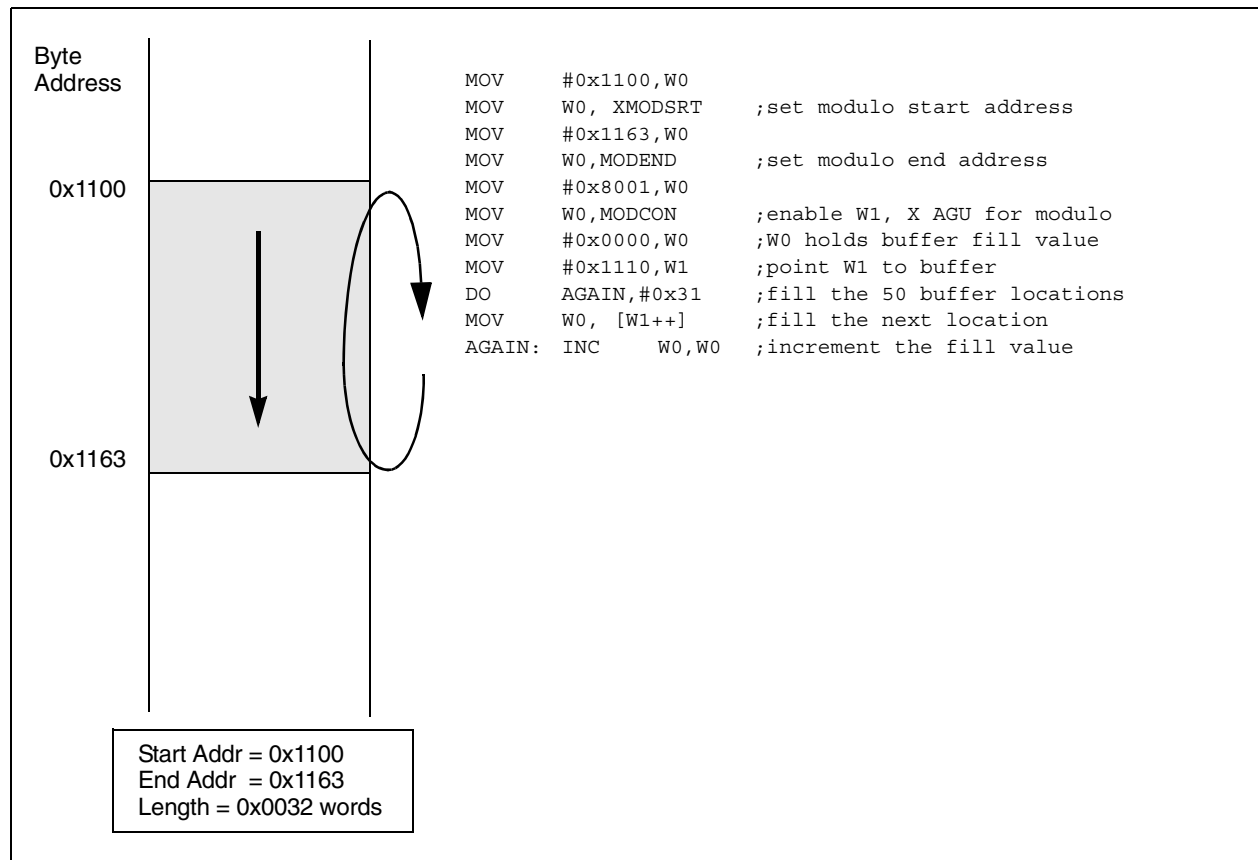 Byte
Address
0x1100
0x1163
MOV #0x1100,W0
MOV W0, XMODSRT ;set modulo start address
MOV #0x1163,W0
MOV W0,MODEND ;set modulo end address
MOV #0x8001,W0
MOV W0,MODCON ;enable W1, X AGU for modulo
MOV #0x0000,W0 ;W0 holds buffer fill value
MOV #0x1110,W1 ;point W1 to buffer
DO AGAIN,#0x31 ;fill the 50 buffer locations
MOV W0, [W1++] ;fill the next location
AGAIN: INC W0,W0 ;increment the fill value
Start Addr = 0x1100
End Addr = 0x1163
Length = 0x0032 words